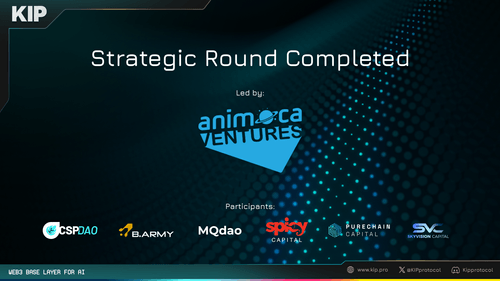 KIP
Strategic Round Completed
Led by:
animoca
VENTURES
Participants:
CSPDAO
B.ARMY
MQdao
spicy
CAPITAL
PURECHAIN
CAPITAL
SVC
SKYVISION CAPITAL
WEB3 BASE LAYER FOR AI
www.kip.pro
@KIPprotocol
Kipprotocol